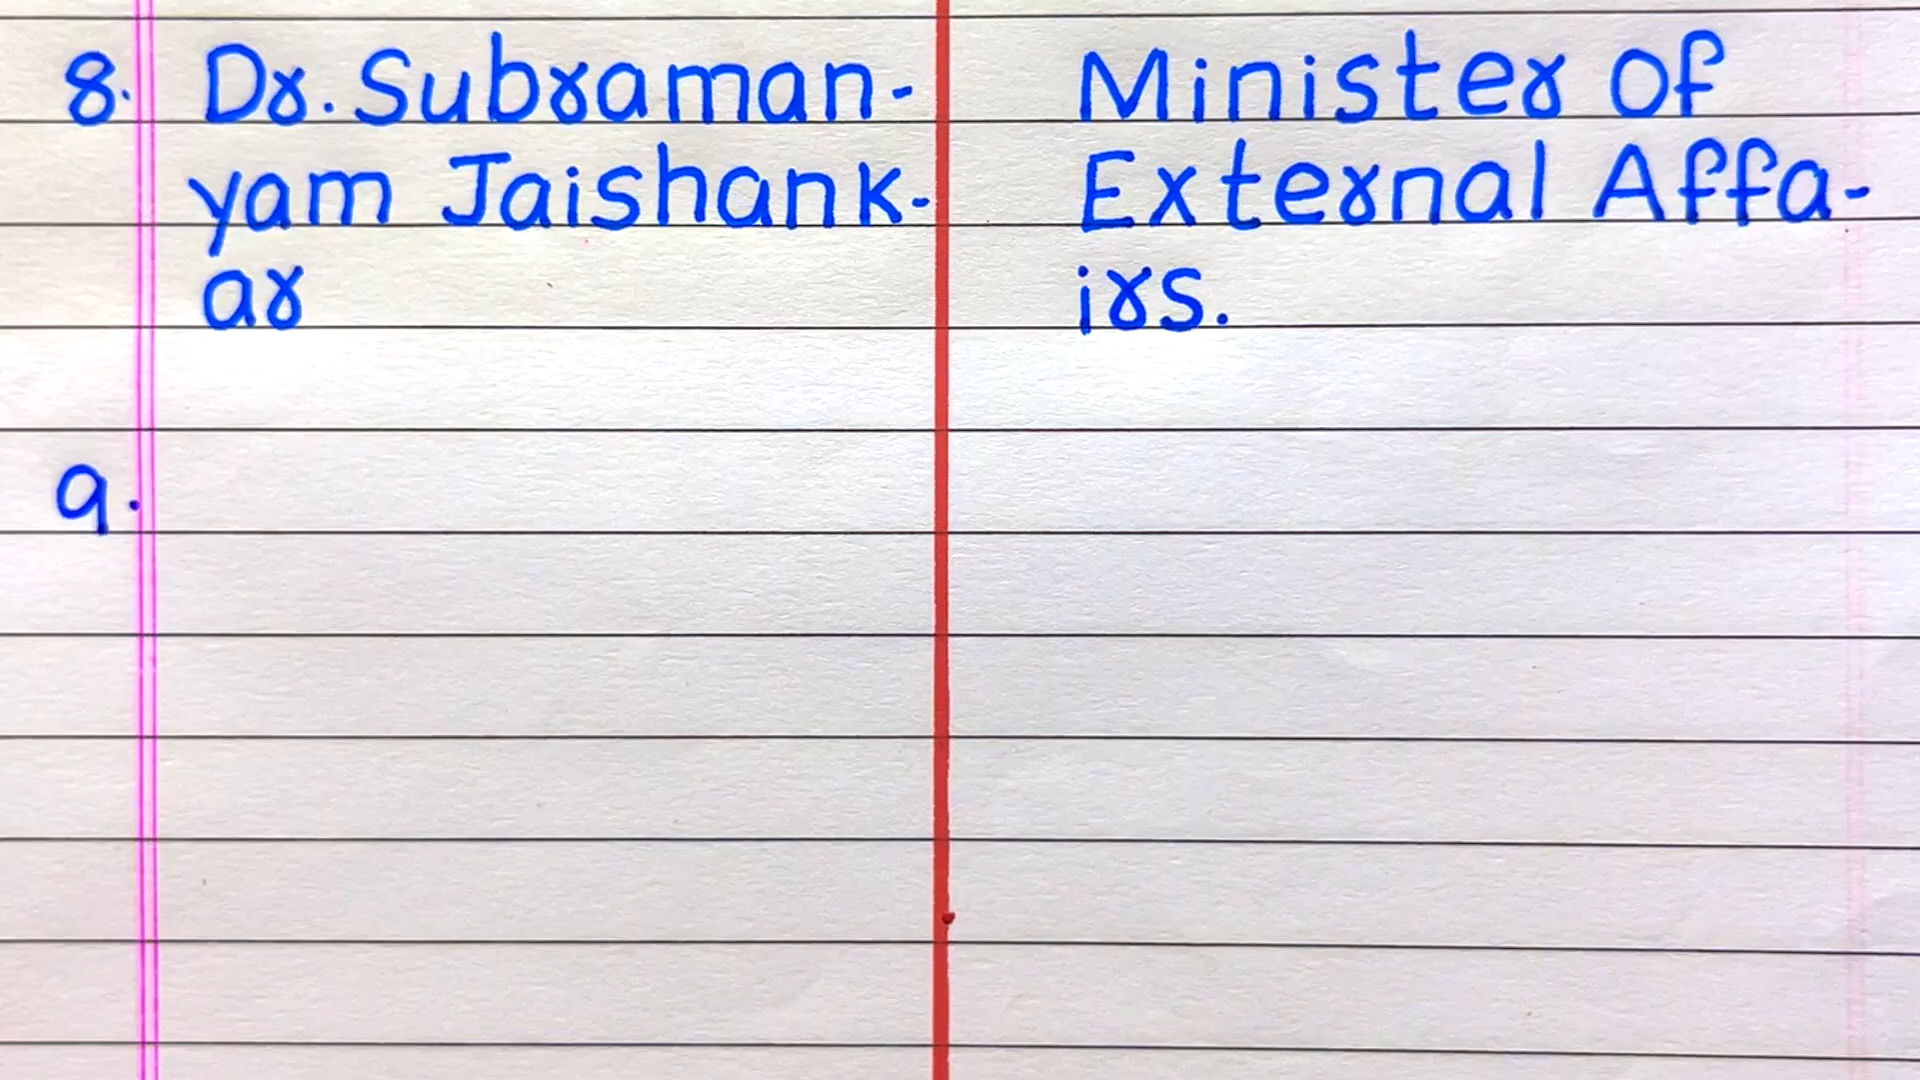 8. Dr. Subraman-
yam Jaishank-
ar
Minister of
External Affa-
irs.
9.